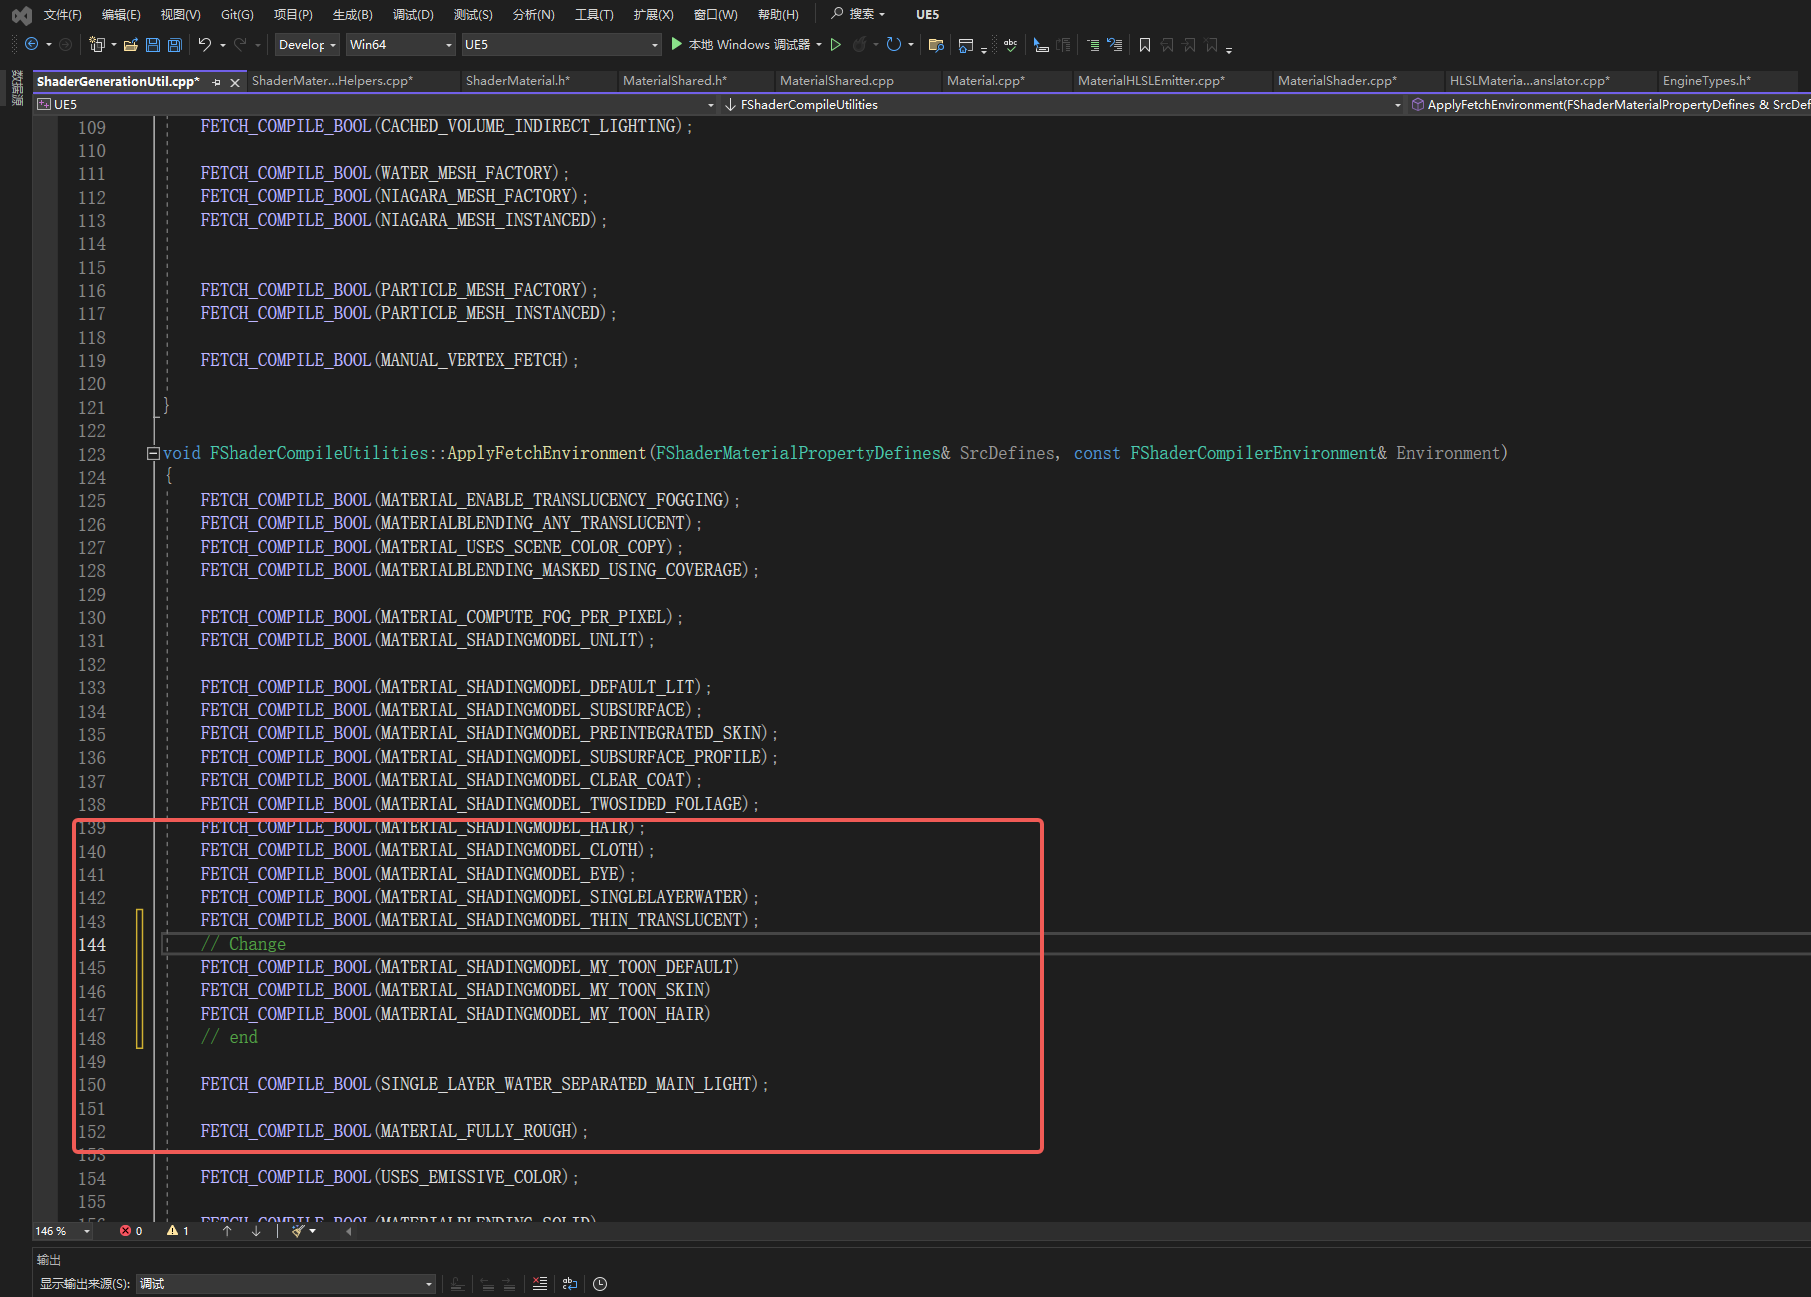 文件(F) 编辑(E) 视图(V) Git(G) 项目(P) 生成(B) 调试(D) 测试(S) 分析(N) 工具(T) 扩展(X) 窗口(W) 帮助(H) 搜索 UE5
Develop Win64 UE5 本地 Windows 调试器
数据源
ShaderGenerationUtil.cpp* ShaderMater...Helpers.cpp* ShaderMaterial.h* MaterialShared.h* MaterialShared.cpp Material.cpp* MaterialHLSLEmitter.cpp* MaterialShader.cpp* HLSLMateria...anslator.cpp* EngineTypes.h*
UE5 FShaderCompileUtilities ApplyFetchEnvironment(FShaderMaterialPropertyDefines & SrcDef
109 FETCH_COMPILE_BOOL(CACHED_VOLUME_INDIRECT_LIGHTING);
110
111 FETCH_COMPILE_BOOL(WATER_MESH_FACTORY);
112 FETCH_COMPILE_BOOL(NIAGARA_MESH_FACTORY);
113 FETCH_COMPILE_BOOL(NIAGARA_MESH_INSTANCED);
114
115
116 FETCH_COMPILE_BOOL(PARTICLE_MESH_FACTORY);
117 FETCH_COMPILE_BOOL(PARTICLE_MESH_INSTANCED);
118
119 FETCH_COMPILE_BOOL(MANUAL_VERTEX_FETCH);
120
121 }
122
123 void FShaderCompileUtilities::ApplyFetchEnvironment(FShaderMaterialPropertyDefines& SrcDefines, const FShaderCompilerEnvironment& Environment)
124 {
125 FETCH_COMPILE_BOOL(MATERIAL_ENABLE_TRANSLUCENCY_FOGGING);
126 FETCH_COMPILE_BOOL(MATERIALBLENDING_ANY_TRANSLUCENT);
127 FETCH_COMPILE_BOOL(MATERIAL_USES_SCENE_COLOR_COPY);
128 FETCH_COMPILE_BOOL(MATERIALBLENDING_MASKED_USING_COVERAGE);
129
130 FETCH_COMPILE_BOOL(MATERIAL_COMPUTE_FOG_PER_PIXEL);
131 FETCH_COMPILE_BOOL(MATERIAL_SHADINGMODEL_UNLIT);
132
133 FETCH_COMPILE_BOOL(MATERIAL_SHADINGMODEL_DEFAULT_LIT);
134 FETCH_COMPILE_BOOL(MATERIAL_SHADINGMODEL_SUBSURFACE);
135 FETCH_COMPILE_BOOL(MATERIAL_SHADINGMODEL_PREINTEGRATED_SKIN);
136 FETCH_COMPILE_BOOL(MATERIAL_SHADINGMODEL_SUBSURFACE_PROFILE);
137 FETCH_COMPILE_BOOL(MATERIAL_SHADINGMODEL_CLEAR_COAT);
138 FETCH_COMPILE_BOOL(MATERIAL_SHADINGMODEL_TWOSIDED_FOLIAGE);
139 FETCH_COMPILE_BOOL(MATERIAL_SHADINGMODEL_HAIR);
140 FETCH_COMPILE_BOOL(MATERIAL_SHADINGMODEL_CLOTH);
141 FETCH_COMPILE_BOOL(MATERIAL_SHADINGMODEL_EYE);
142 FETCH_COMPILE_BOOL(MATERIAL_SHADINGMODEL_SINGLELAYERWATER);
143 FETCH_COMPILE_BOOL(MATERIAL_SHADINGMODEL_THIN_TRANSLUCENT);
144 // Change
145 FETCH_COMPILE_BOOL(MATERIAL_SHADINGMODEL_MY_TOON_DEFAULT)
146 FETCH_COMPILE_BOOL(MATERIAL_SHADINGMODEL_MY_TOON_SKIN)
147 FETCH_COMPILE_BOOL(MATERIAL_SHADINGMODEL_MY_TOON_HAIR)
148 // end
149
150 FETCH_COMPILE_BOOL(SINGLE_LAYER_WATER_SEPARATED_MAIN_LIGHT);
151
152 FETCH_COMPILE_BOOL(MATERIAL_FULLY_ROUGH);
153
154 FETCH_COMPILE_BOOL(USES_EMISSIVE_COLOR);
155
156 FETCH_COMPILE_BOOL(MATERIALBLENDING_SOLID)
146 % 0 1
输出
显示输出来源(S): 调试